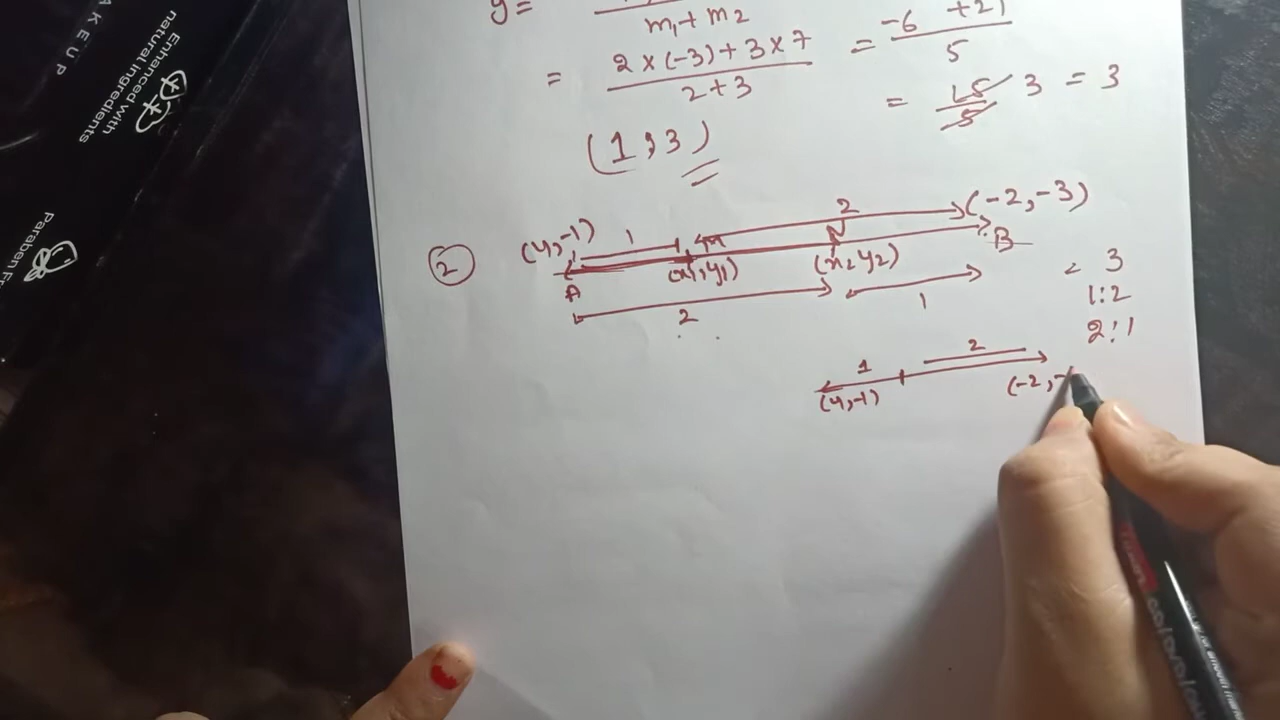 AKEUP
Enhanced with
natural ingredients
Paraben
y =
m₁ + m₂
= 2 × (-3) + 3 × 7
2 + 3
= -6 + 21
5
= 15 3 = 3
5
(1, 3)
(2)
(4, -1) 1 2 (-2, -3)
A (x₁, y₁) N (x₂ y₂) B
2 1
3
1:2
2:1
1 2
(4, -1) (-2, -